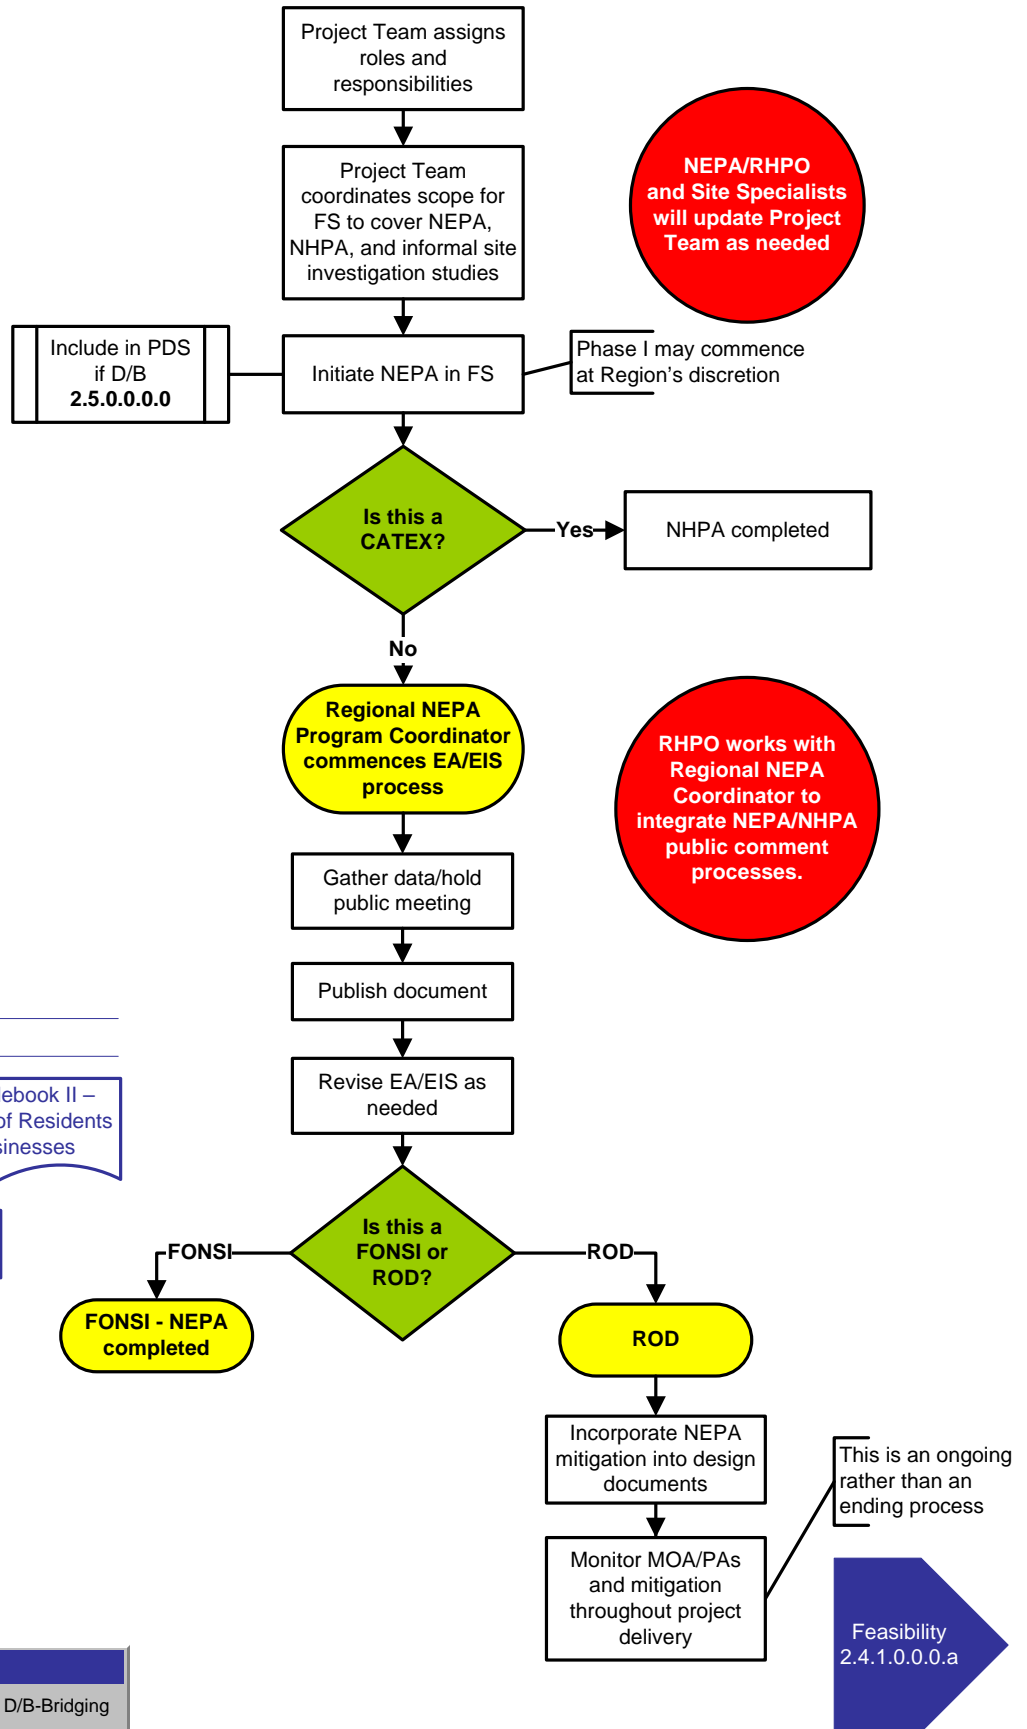 Project Team assigns
roles and
responsibilities
Project Team
coordinates scope for
FS to cover NEPA,
NHPA, and informal site
investigation studies
NEPA/RHPO
and Site Specialists
will update Project
Team as needed
Include in PDS
if D/B
2.5.0.0.0.0
Initiate NEPA in FS
Phase I may commence
at Region's discretion
Is this a
CATEX?
Yes
NHPA completed
No
Regional NEPA
Program Coordinator
commences EA/EIS
process
RHPO works with
Regional NEPA
Coordinator to
integrate NEPA/NHPA
public comment
processes.
Gather data/hold
public meeting
Publish document
Revise EA/EIS as
needed
of Residents
Is this a
FONSI or
ROD?
FONSI
ROD
FONSI - NEPA
completed
ROD
Incorporate NEPA
mitigation into design
documents
This is an ongoing
rather than an
ending process
Monitor MOA/PAs
and mitigation
throughout project
delivery
Feasibility
2.4.1.0.0.0.a
D/B-Bridging